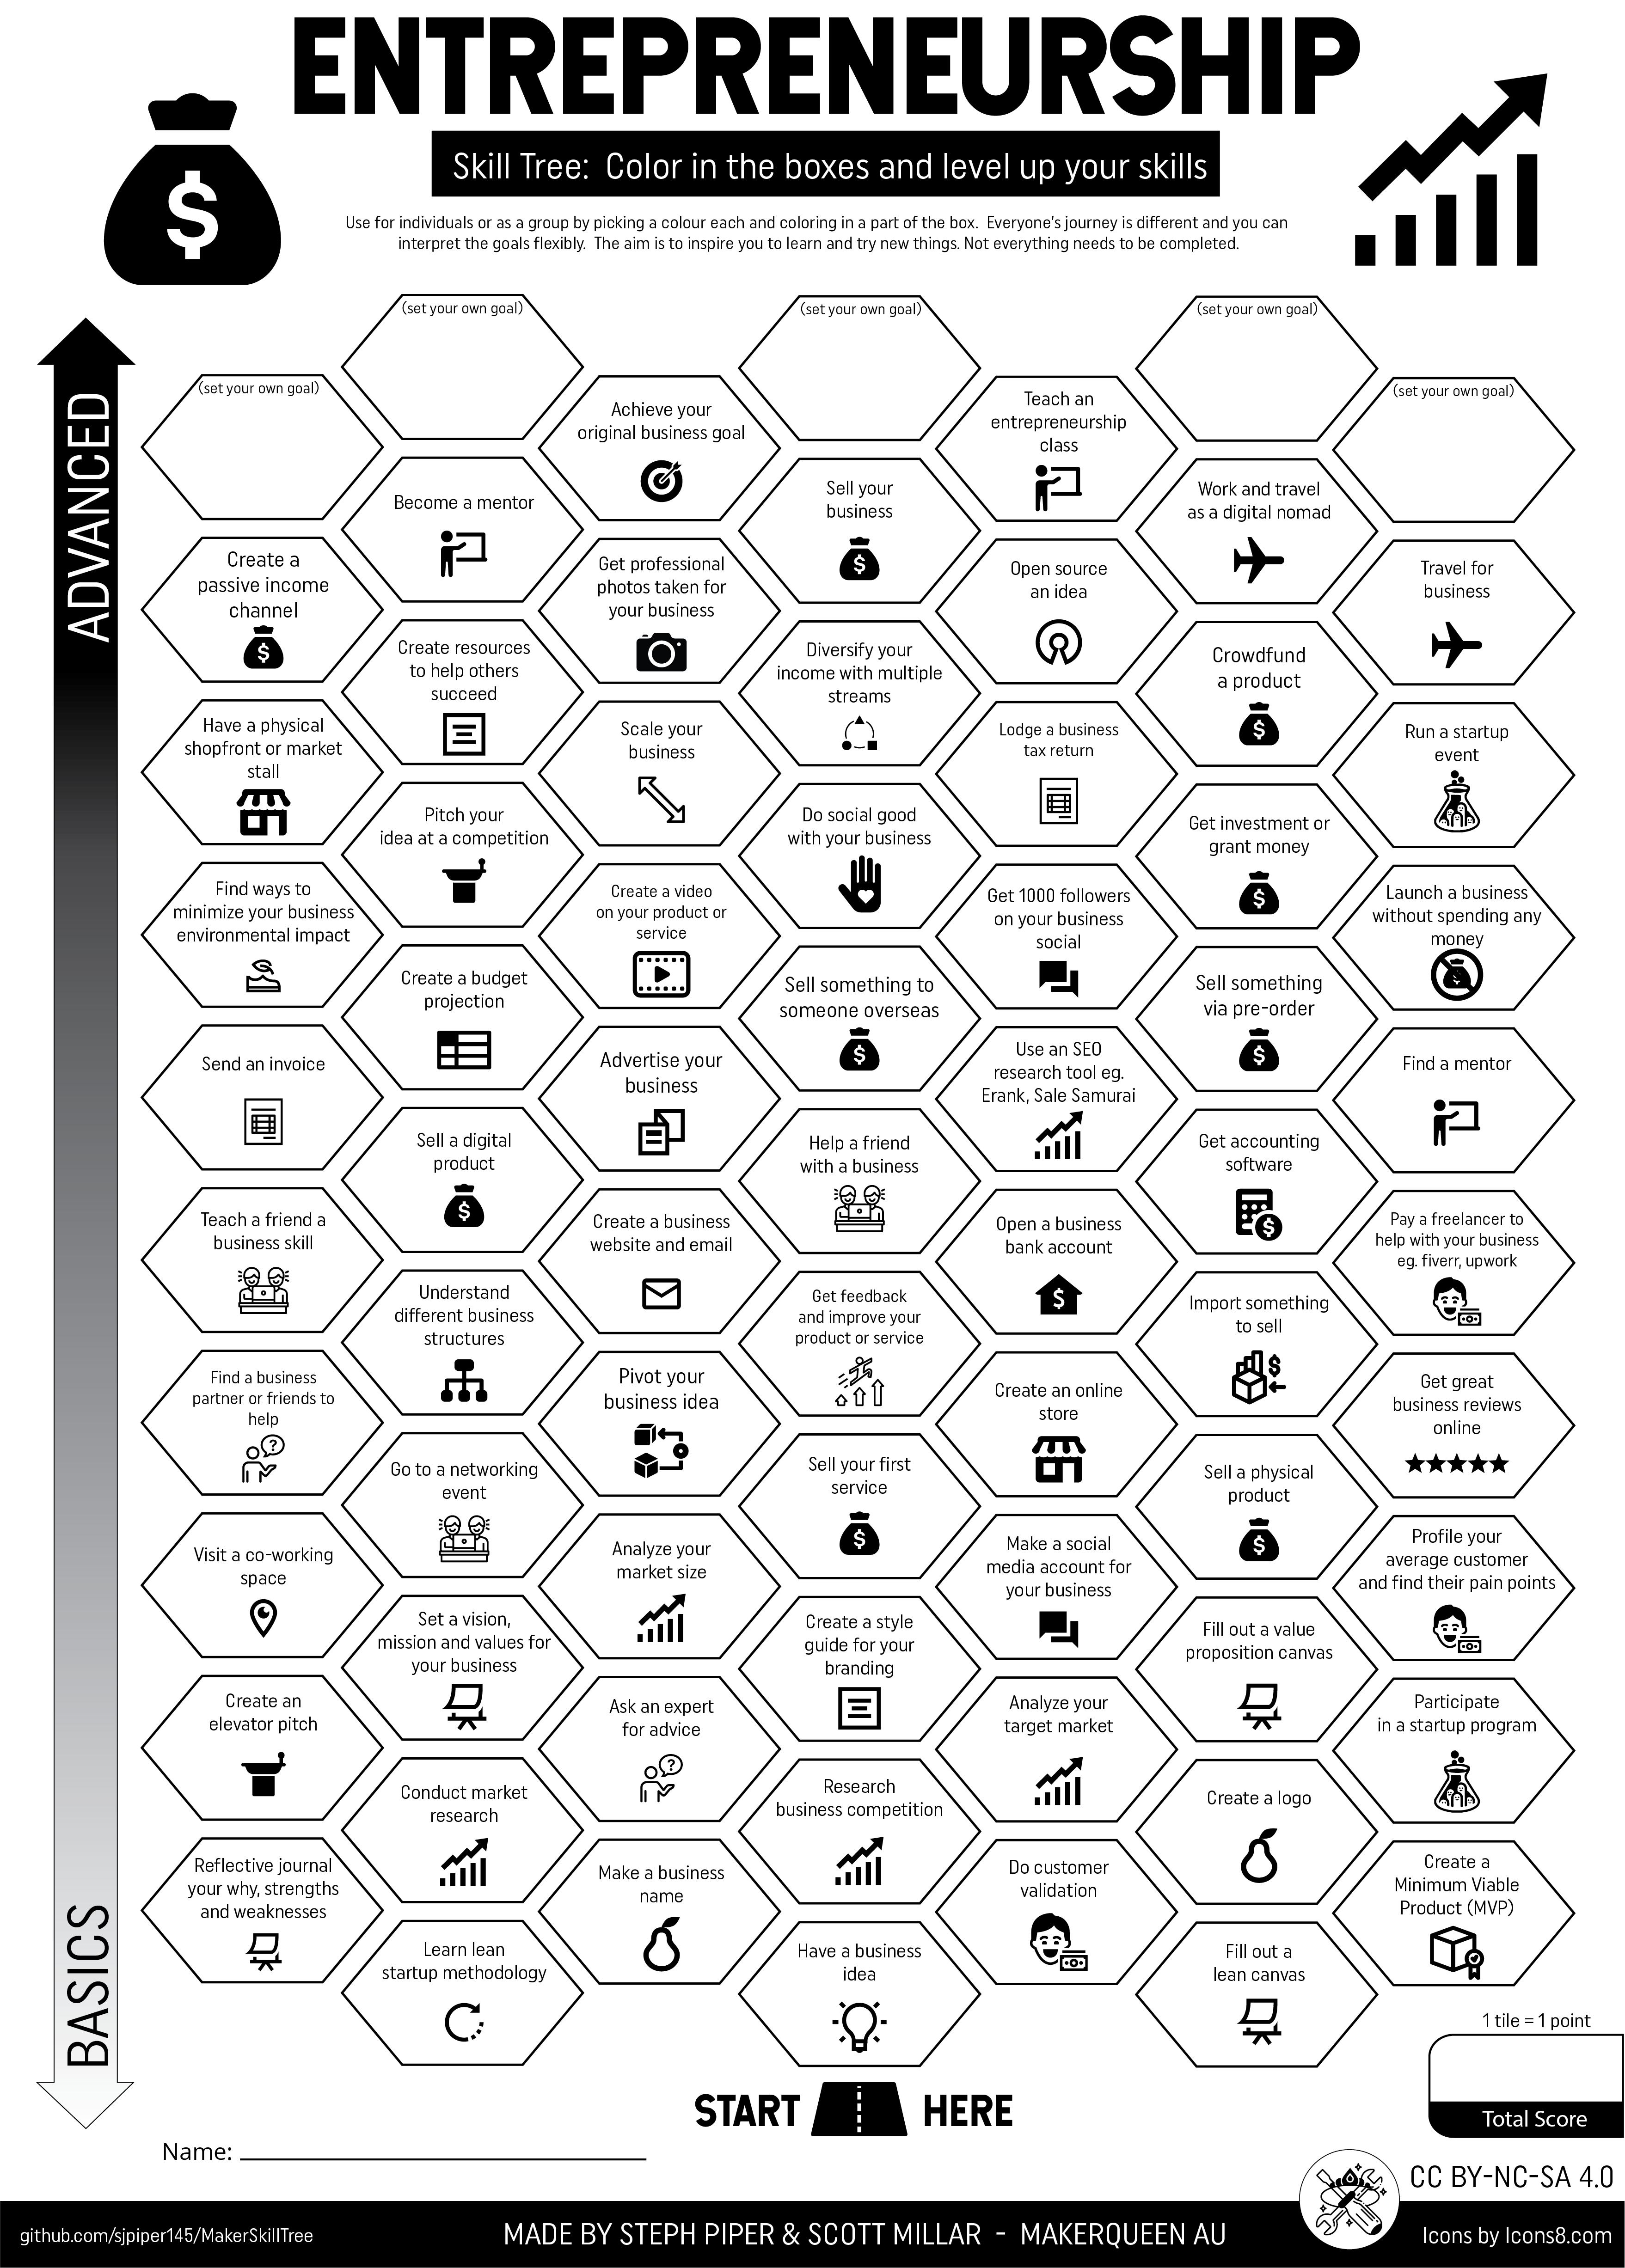 ENTREPRENEURSHIP
Skill Tree: Color in the boxes and level up your skills
Use for individuals or as a group by picking a colour each and coloring in a part of the box. Everyone's journey is different and you can
interpret the goals flexibly. The aim is to inspire you to learn and try new things. Not everything needs to be completed.
$
ADVANCED
(set your own goal)
(set your own goal)
(set your own goal)
(set your own goal)
(set your own goal)
Achieve your
original business goal
Teach an
entrepreneurship
class
Become a mentor
Sell your
business
$
Work and travel
as a digital nomad
Create a
passive income
channel
$
Get professional
photos taken for
your business
Open source
an idea
Travel for
business
Create resources
to help others
succeed
Diversify your
income with multiple
streams
Crowdfund
a product
$
Have a physical
shopfront or market
stall
Scale your
business
Lodge a business
tax return
Run a startup
event
Pitch your
idea at a competition
Do social good
with your business
Get investment or
grant money
$
Find ways to
minimize your business
environmental impact
Create a video
on your product or
service
Get 1000 followers
on your business
social
Launch a business
without spending any
money
Create a budget
projection
Sell something to
someone overseas
$
Sell something
via pre-order
$
Send an invoice
Advertise your
business
Use an SEO
research tool eg.
Erank, Sale Samurai
Find a mentor
Sell a digital
product
$
Help a friend
with a business
Get accounting
software
$
Teach a friend a
business skill
Create a business
website and email
Open a business
bank account
$
Pay a freelancer to
help with your business
eg. fiverr, upwork
Understand
different business
structures
Get feedback
and improve your
product or service
Import something
to sell
$
Find a business
partner or friends to
help
?
Pivot your
business idea
Create an online
store
Get great
business reviews
online
Go to a networking
event
Sell your first
service
$
Sell a physical
product
$
Visit a co-working
space
Analyze your
market size
Make a social
media account for
your business
Profile your
average customer
and find their pain points
Set a vision,
mission and values for
your business
Create a style
guide for your
branding
Fill out a value
proposition canvas
Create an
elevator pitch
Ask an expert
for advice
?
Analyze your
target market
Participate
in a startup program
Conduct market
research
Research
business competition
Create a logo
Reflective journal
your why, strengths
and weaknesses
Make a business
name
Do customer
validation
Create a
Minimum Viable
Product (MVP)
Learn lean
startup methodology
Have a business
idea
Fill out a
lean canvas
BASICS
1 tile = 1 point
Total Score
START HERE
Name:
CC BY-NC-SA 4.0
github.com/sjpiper145/MakerSkillTree
MADE BY STEPH PIPER & SCOTT MILLAR - MAKERQUEEN AU
Icons by Icons8.com